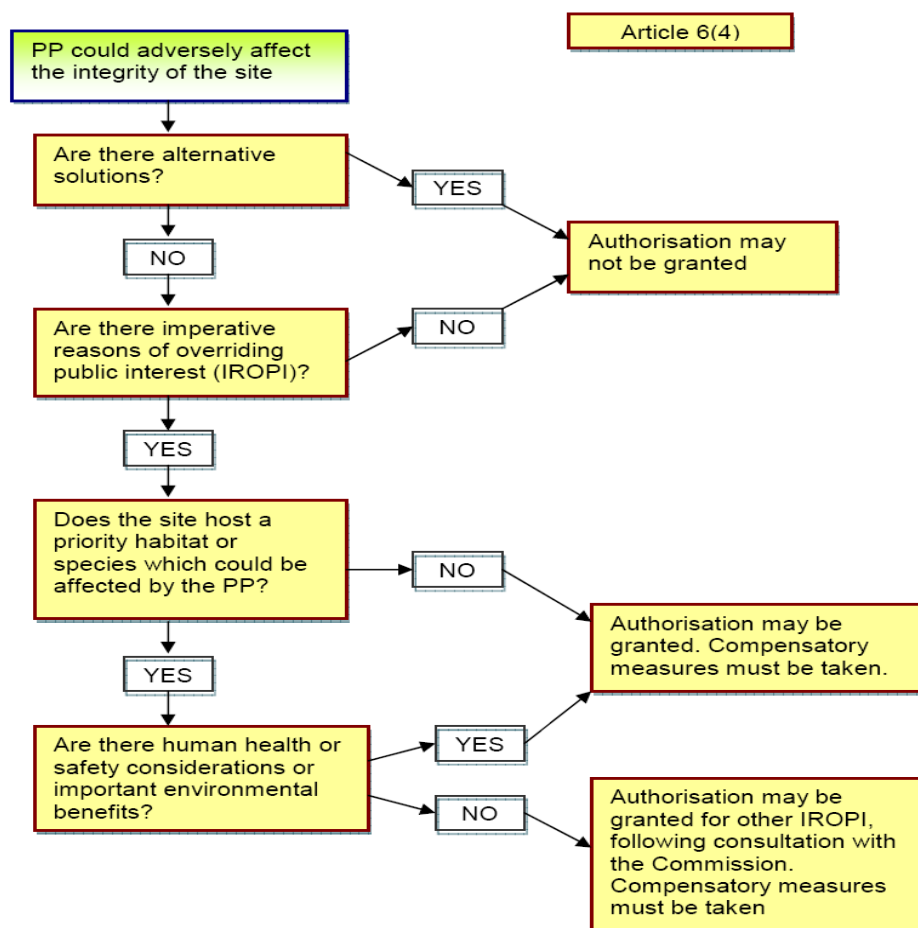 Article 6(4)
PP could adversely affect
the integrity of the site
Are there alternative
solutions?
YES
Authorisation may
not be granted
NO
Are there imperative
reasons of overriding
public interest (IROPI)?
NO
YES
Does the site host a
priority habitat or
species which could be
affected by the PP?
NO
Authorisation may be
granted. Compensatory
measures must be taken.
YES
Are there human health or
safety considerations or
important environmental
benefits?
YES
NO
Authorisation may be
granted for other IROPI,
following consultation with
the Commission.
Compensatory measures
must be taken